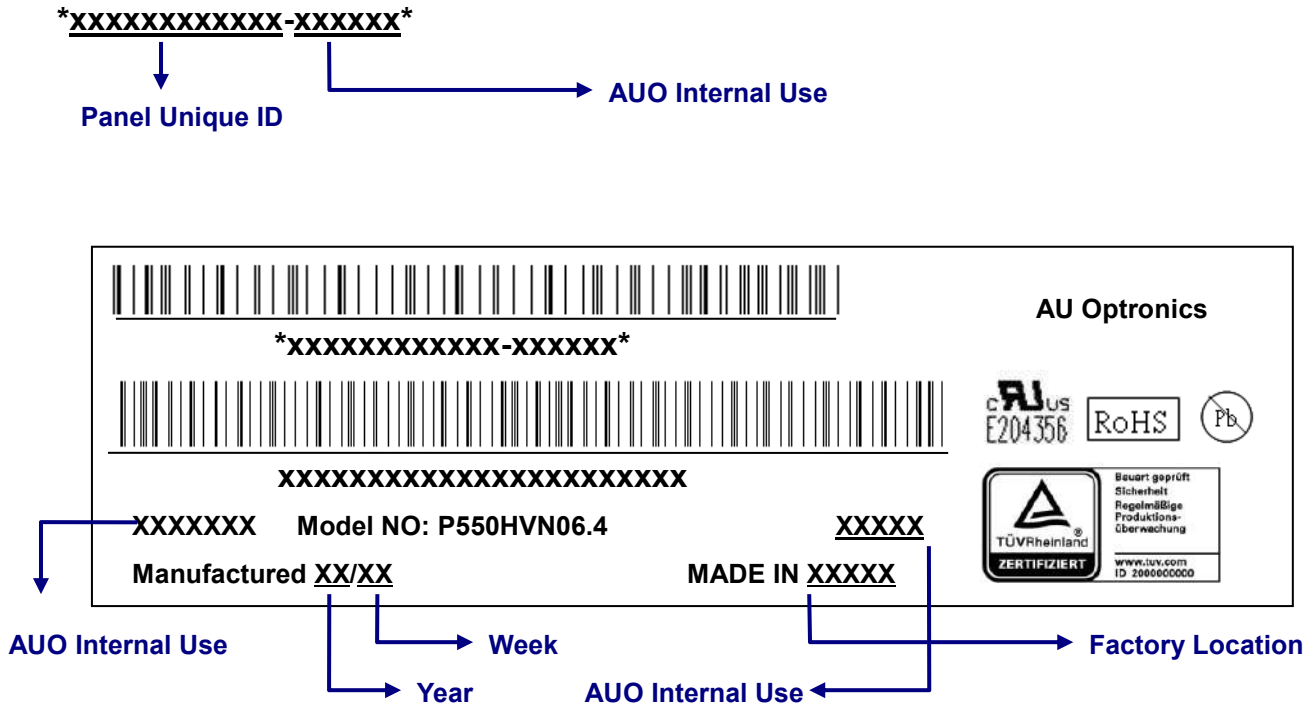 *xxxxxxxxxxxx-xxxxxx*
AUO Internal Use
Panel Unique ID
AU Optronics
*xxxxxxxxxxxx-xxxxxx*
c RU US
E204356
RoHS
Pb
xxxxxxxxxxxxxxxxxxxxxxx
Bauart geprüft
Sicherheit
Regelmäßige
Produktions-
überwachung
TÜVRheinland®
ZERTIFIZIERT
www.tuv.com
ID 2000000000
XXXXXXX Model NO: P550HVN06.4 XXXXX
Manufactured XX/XX MADE IN XXXXX
AUO Internal Use
Week
Factory Location
Year
AUO Internal Use